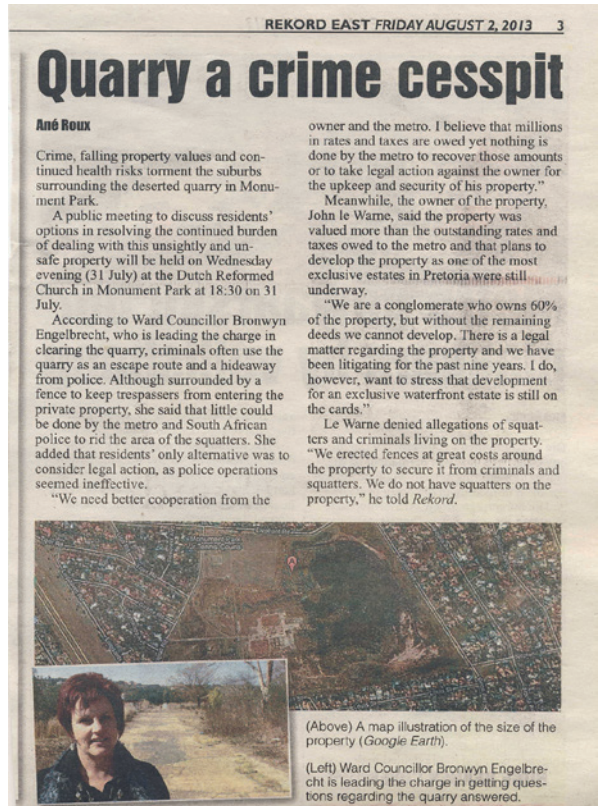 REKORD EAST FRIDAY AUGUST 2, 2013 3
Quarry a crime cesspit
Ané Roux
Crime, falling property values and con-
tinued health risks torment the suburbs
surrounding the deserted quarry in Monu-
ment Park.
A public meeting to discuss residents'
options in resolving the continued burden
of dealing with this unsightly and un-
safe property will be held on Wednesday
evening (31 July) at the Dutch Reformed
Church in Monument Park at 18:30 on 31
July.
According to Ward Councillor Bronwyn
Engelbrecht, who is leading the charge in
clearing the quarry, criminals often use the
quarry as an escape route and a hideaway
from police. Although surrounded by a
fence to keep trespassers from entering the
private property, she said that little could
be done by the metro and South African
police to rid the area of the squatters. She
added that residents' only alternative was to
consider legal action, as police operations
seemed ineffective.
"We need better cooperation from the
owner and the metro. I believe that millions
in rates and taxes are owed yet nothing is
done by the metro to recover those amounts
or to take legal action against the owner for
the upkeep and security of his property."
Meanwhile, the owner of the property,
John le Warne, said the property was
valued more than the outstanding rates and
taxes owed to the metro and that plans to
develop the property as one of the most
exclusive estates in Pretoria were still
underway.
"We are a conglomerate who owns 60%
of the property, but without the remaining
deeds we cannot develop. There is a legal
matter regarding the property and we have
been litigating for the past nine years. I do,
however, want to stress that development
for an exclusive waterfront estate is still on
the cards."
Le Warne denied allegations of squat-
ters and criminals living on the property.
"We erected fences at great costs around
the property to secure it from criminals and
squatters. We do not have squatters on the
property," he told Rekord.
(Above) A map illustration of the size of the
property (Google Earth).
(Left) Ward Councillor Bronwyn Engelbre-
cht is leading the charge in getting ques-
tions regarding the quarry answered.